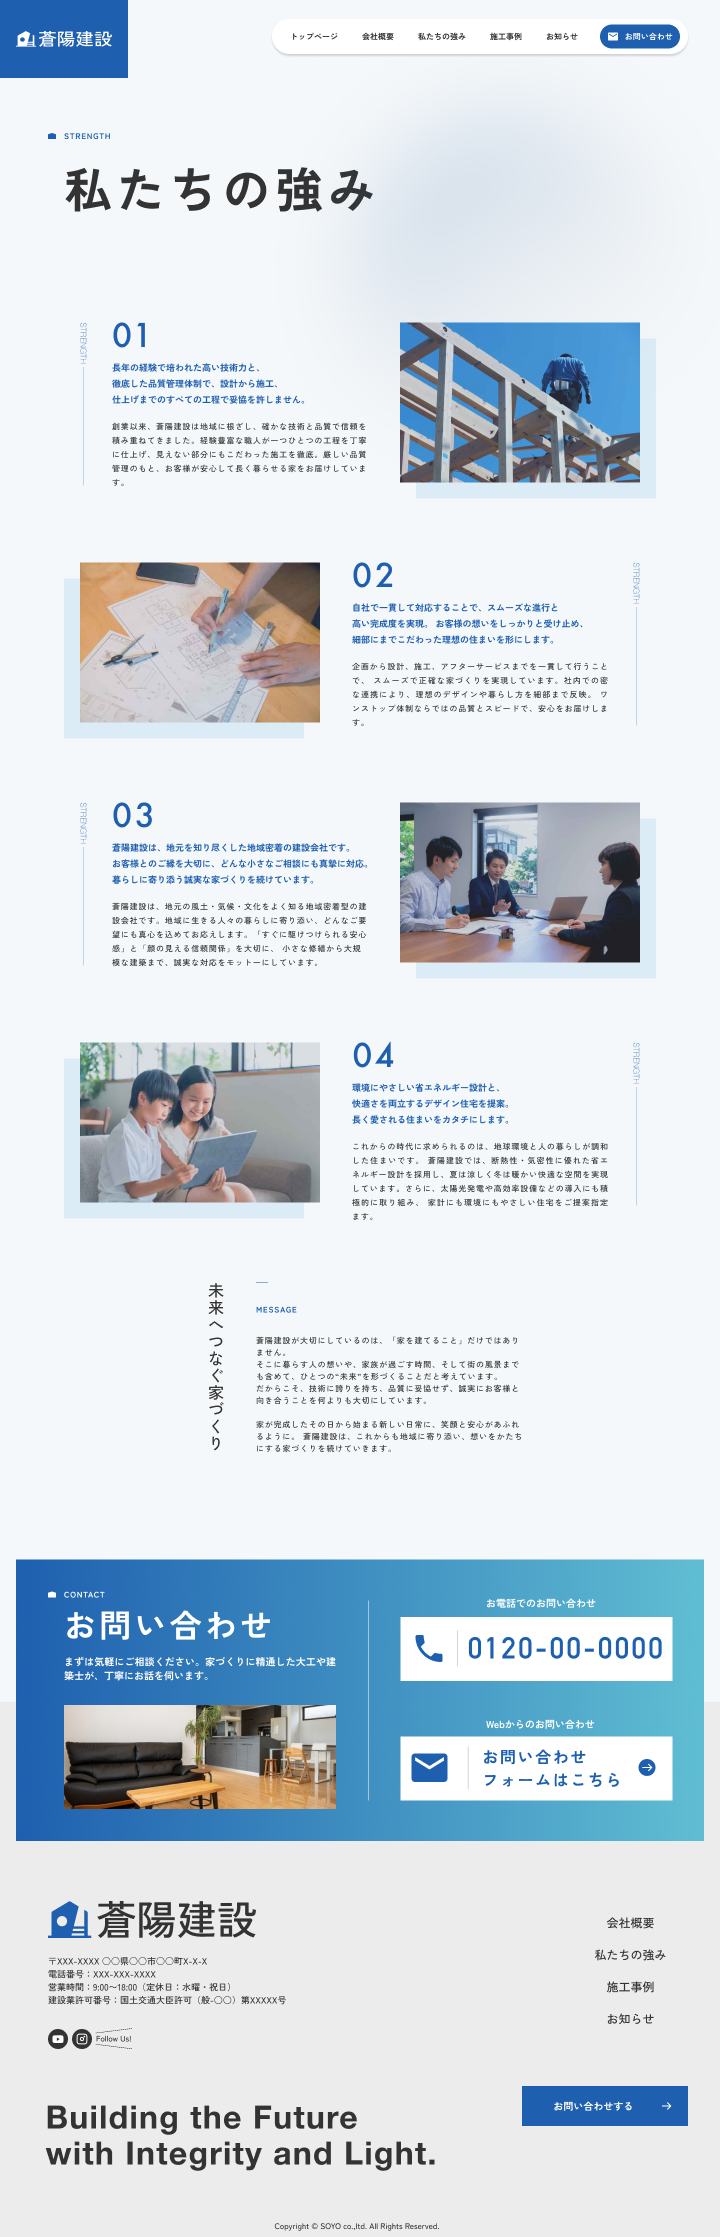 蒼陽建設
トップページ
会社概要
私たちの強み
施工事例
お知らせ
お問い合わせ
STRENGTH
私たちの強み
STRENGTH
01
長年の経験で培われた高い技術力と、
徹底した品質管理体制で、設計から施工、
仕上げまでのすべての工程で妥協を許しません。
創業以来、蒼陽建設は地域に根ざし、確かな技術と品質で信頼を
積み重ねてきました。経験豊富な職人が一つひとつの工程を丁寧
に仕上げ、見えない部分にもこだわった施工を徹底。厳しい品質
管理のもと、お客様が安心して長く暮らせる家をお届けしていま
す。
02
自社で一貫して対応することで、スムーズな進行と
高い完成度を実現。 お客様の想いをしっかりと受け止め、
細部にまでこだわった理想の住まいを形にします。
企画から設計、施工、アフターサービスまでを一貫して行うこと
で、 スムーズで正確な家づくりを実現しています。社内での密
な連携により、理想のデザインや暮らし方を細部まで反映。 ワ
ンストップ体制ならではの品質とスピードで、安心をお届けしま
す。
STRENGTH
STRENGTH
03
蒼陽建設は、地元を知り尽くした地域密着の建設会社です。
お客様とのご縁を大切に、どんな小さなご相談にも真摯に対応。
暮らしに寄り添う誠実な家づくりを続けています。
蒼陽建設は、地元の風土・気候・文化をよく知る地域密着型の建
設会社です。地域に生きる人々の暮らしに寄り添い、どんなご要
望にも真心を込めてお応えします。「すぐに駆けつけられる安心
感」と「顔の見える信頼関係」を大切に、 小さな修繕から大規
模な建築まで、誠実な対応をモットーにしています。
04
環境にやさしい省エネルギー設計と、
快適さを両立するデザイン住宅を提案。
長く愛される住まいをカタチにします。
これからの時代に求められるのは、地球環境と人の暮らしが調和
した住まいです。 蒼陽建設では、断熱性・気密性に優れた省エ
ネルギー設計を採用し、夏は涼しく冬は暖かい快適な空間を実現
しています。さらに、太陽光発電や高効率設備などの導入にも積
極的に取り組み、 家計にも環境にもやさしい住宅をご提案指定
ます。
STRENGTH
未来へつなぐ家づくり
MESSAGE
蒼陽建設が大切にしているのは、「家を建てること」だけではあり
ません。
そこに暮らす人の想いや、家族が過ごす時間、そして街の風景まで
も含めて、ひとつの“未来”を形づくることだと考えています。
だからこそ、技術に誇りを持ち、品質に妥協せず、誠実にお客様と
向き合うことを何よりも大切にしています。
家が完成したその日から始まる新しい日常に、笑顔と安心があふれ
るように。 蒼陽建設は、これからも地域に寄り添い、想いをかたち
にする家づくりを続けていきます。
CONTACT
お問い合わせ
まずは気軽にご相談ください。家づくりに精通した大工や建
築士が、丁寧にお話を伺います。
お電話でのお問い合わせ
0120-00-0000
Webからのお問い合わせ
お問い合わせ
フォームはこちら
蒼陽建設
〒XXX-XXXX 〇〇県〇〇市〇〇町X-X-X
電話番号：XXX-XXX-XXXX
営業時間：9:00〜18:00（定休日：水曜・祝日）
建設業許可番号：国土交通大臣許可（般-〇〇）第XXXXX号
Follow Us!
会社概要
私たちの強み
施工事例
お知らせ
お問い合わせする
Building the Future
with Integrity and Light.
Copyright © SOYO co.,ltd. All Rights Reserved.